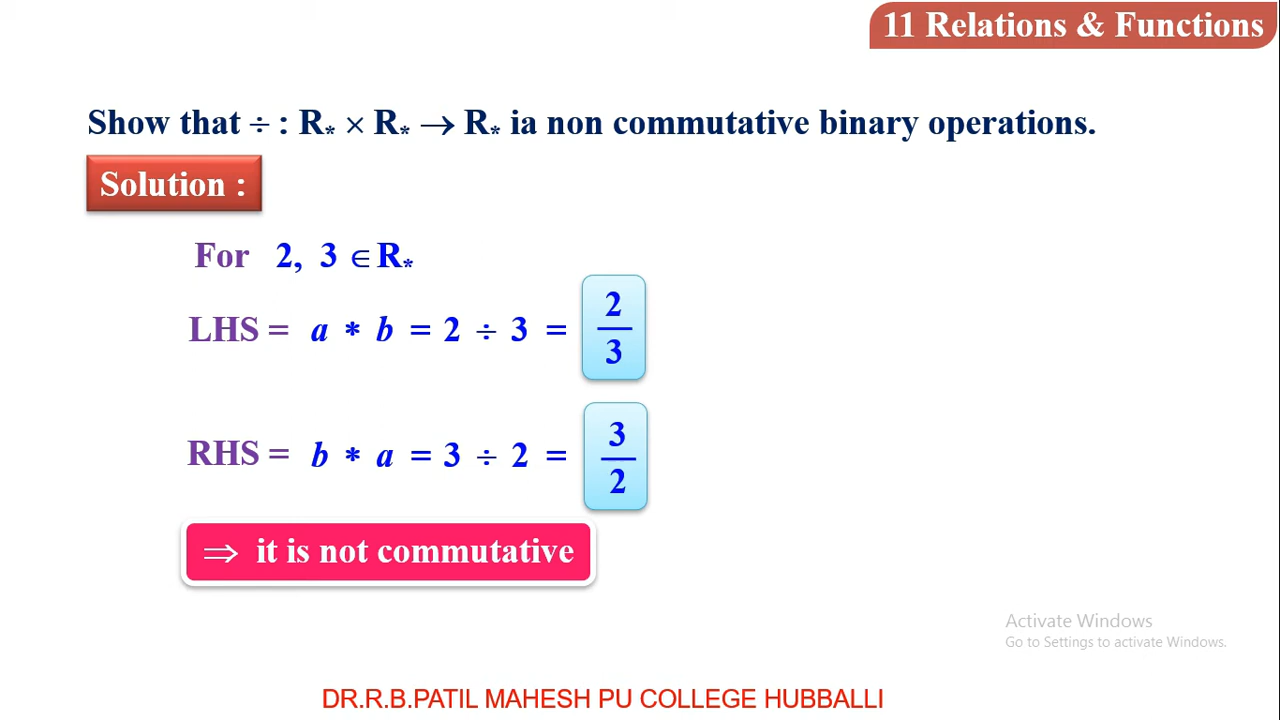 11 Relations & Functions
Show that ÷ : R* × R* → R* ia non commutative binary operations.
Solution :
For 2, 3 ∈ R*
LHS = a * b = 2 ÷ 3 = 2/3
RHS = b * a = 3 ÷ 2 = 3/2
⇒ it is not commutative
Activate Windows
Go to Settings to activate Windows.
DR.R.B.PATIL MAHESH PU COLLEGE HUBBALLI